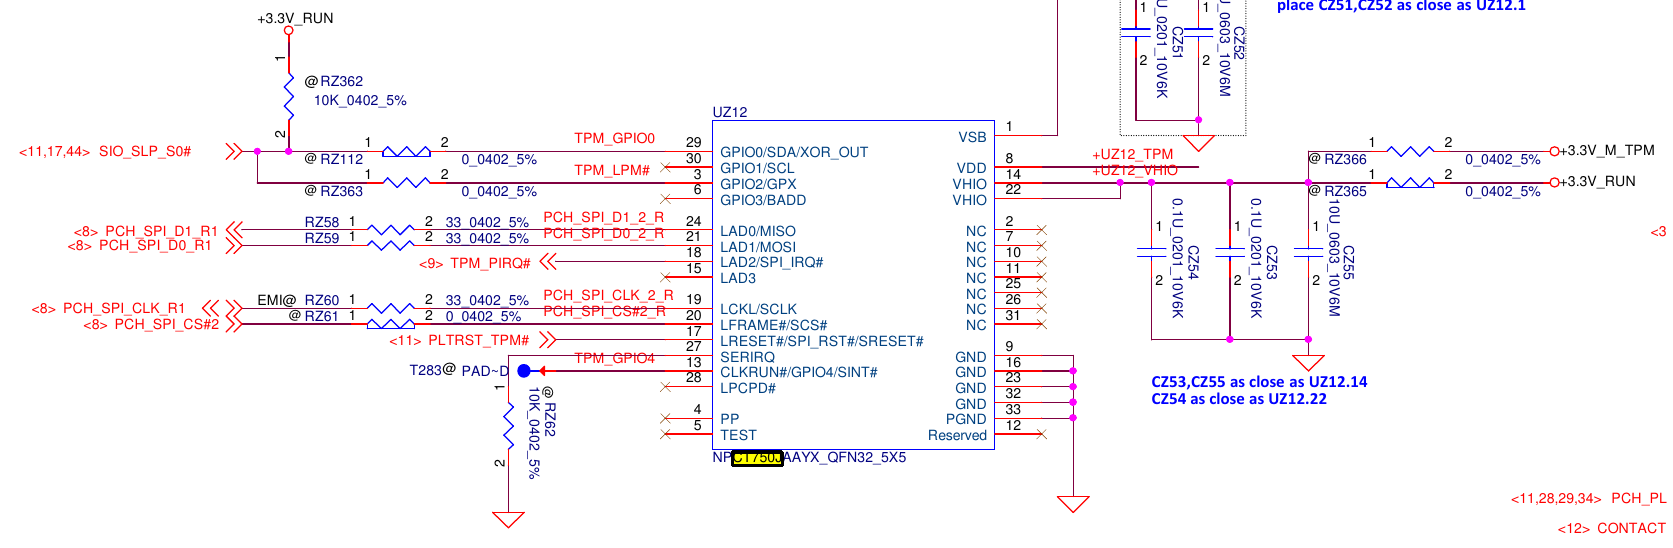 place CZ51,CZ52 as close as UZ12.1
+3.3V_RUN
1
@ RZ362
10K_0402_5%
2
1
U_0201_10V6K
CZ51
2
1
U_0603_10V6M
CZ52
2
UZ12
<11,17,44> SIO_SLP_S0#
@ RZ112
1
2
0_0402_5%
TPM_GPIO0
@ RZ363
1
2
0_0402_5%
TPM_LPM#
<8> PCH_SPI_D1_R1
RZ58
1
2
33_0402_5%
PCH_SPI_D1_2_R
<8> PCH_SPI_D0_R1
RZ59
1
2
33_0402_5%
PCH_SPI_D0_2_R
<9> TPM_PIRQ#
<8> PCH_SPI_CLK_R1
EMI@ RZ60
1
2
33_0402_5%
PCH_SPI_CLK_2_R
<8> PCH_SPI_CS#2
@ RZ61
1
2
0_0402_5%
PCH_SPI_CS#2_R
<11> PLTRST_TPM#
T283@ PAD~D
TPM_GPIO4
1
@ RZ62
10K_0402_5%
2
29 GPIO0/SDA/XOR_OUT
30 GPIO1/SCL
3 GPIO2/GPX
6 GPIO3/BADD
24 LAD0/MISO
21 LAD1/MOSI
18 LAD2/SPI_IRQ#
15 LAD3
19 LCKL/SCLK
20 LFRAME#/SCS#
17 LRESET#/SPI_RST#/SRESET#
27 SERIRQ
13 CLKRUN#/GPIO4/SINT#
28 LPCPD#
4 PP
5 TEST
VSB 1
VDD 8
VHIO 14
VHIO 22
NC 2
NC 7
NC 10
NC 11
NC 25
NC 26
NC 31
GND 9
GND 16
GND 23
GND 32
PGND 33
Reserved 12
NPCT750JAAYX_QFN32_5X5
+UZ12_TPM
+UZ12_VHIO
@ RZ366
1
2
0_0402_5%
+3.3V_M_TPM
@ RZ365
1
2
0_0402_5%
+3.3V_RUN
1
0.1U_0201_10V6K
CZ54
2
1
0.1U_0201_10V6K
CZ53
2
1
10U_0603_10V6M
CZ55
2
CZ53,CZ55 as close as UZ12.14
CZ54 as close as UZ12.22
<3
<11,28,29,34> PCH_PL
<12> CONTACT